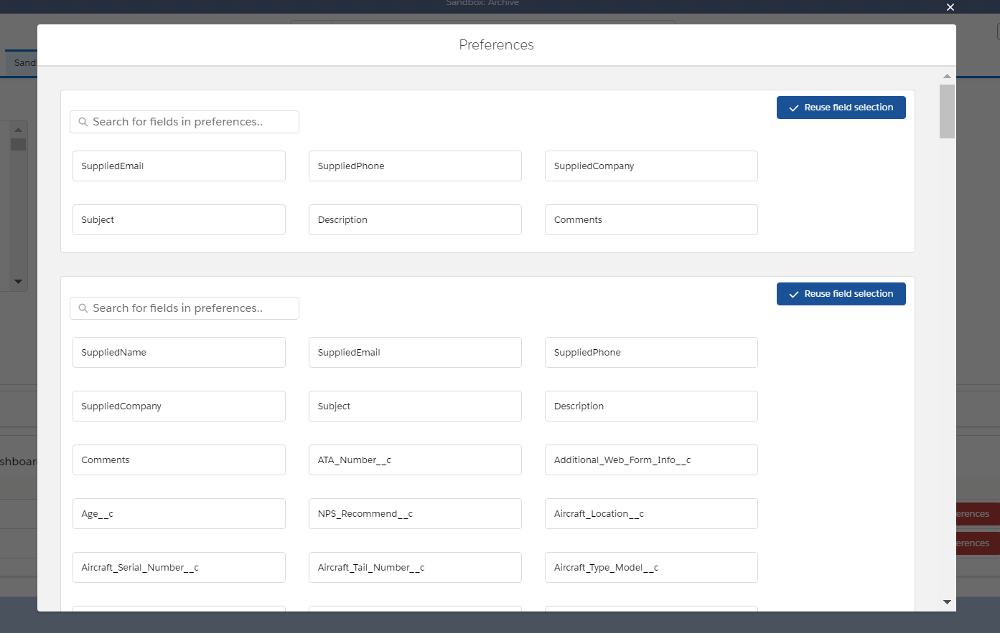 Sandbox: Archive
Sand
Preferences
Reuse field selection
Search for fields in preferences..
SuppliedEmail
SuppliedPhone
SuppliedCompany
Subject
Description
Comments
Reuse field selection
Search for fields in preferences..
SuppliedName
SuppliedEmail
SuppliedPhone
SuppliedCompany
Subject
Description
Comments
ATA_Number__c
Additional_Web_Form_Info__c
Age__c
NPS_Recommend__c
Aircraft_Location__c
Aircraft_Serial_Number__c
Aircraft_Tail_Number__c
Aircraft_Type_Model__c
shboar
erences
erences